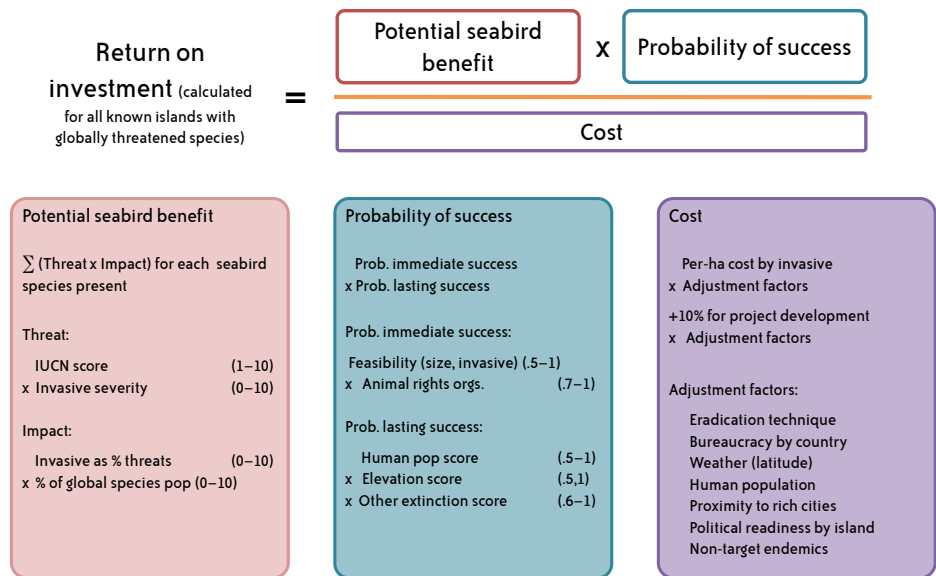 Return on
investment (calculated
for all known islands with
globally threatened species)
=
Potential seabird
benefit
x
Probability of success
Cost
Potential seabird benefit
∑ (Threat x Impact) for each seabird
species present
Threat:
IUCN score (1–10)
x Invasive severity (0–10)
Impact:
Invasive as % threats (0–10)
x % of global species pop (0–10)
Probability of success
Prob. immediate success
x Prob. lasting success
Prob. immediate success:
Feasibility (size, invasive) (.5–1)
x Animal rights orgs. (.7–1)
Prob. lasting success:
Human pop score (.5–1)
x Elevation score (.5,1)
x Other extinction score (.6–1)
Cost
Per-ha cost by invasive
x Adjustment factors
+10% for project development
x Adjustment factors
Adjustment factors:
Eradication technique
Bureaucracy by country
Weather (latitude)
Human population
Proximity to rich cities
Political readiness by island
Non-target endemics